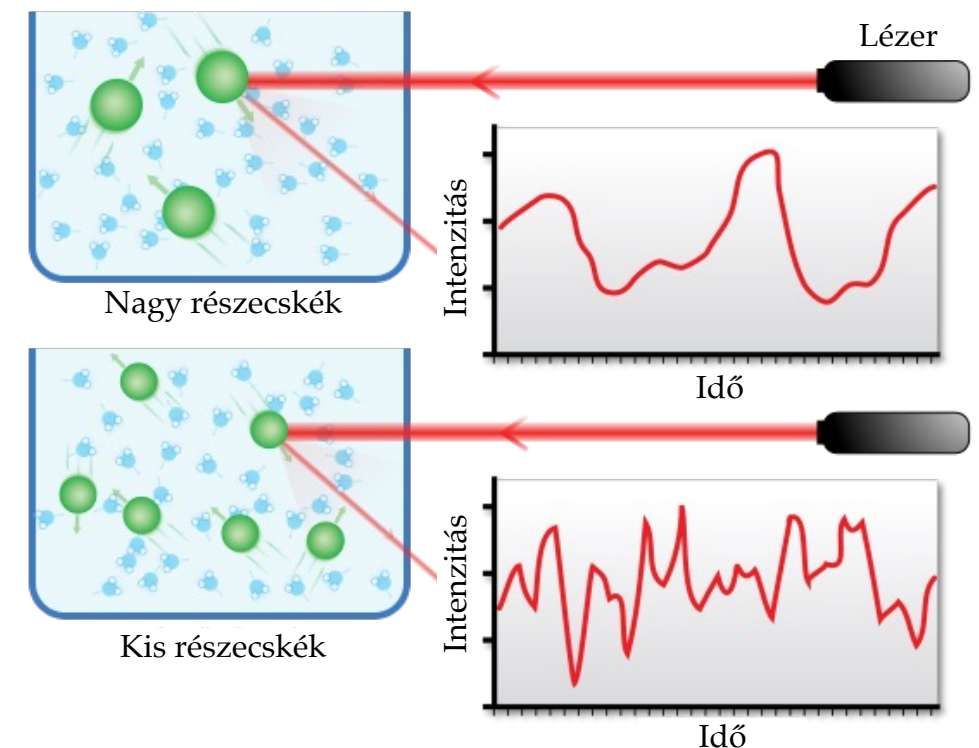 Lézer
Intenzitás
Nagy részecskék
Idő
Intenzitás
Kis részecskék
Idő